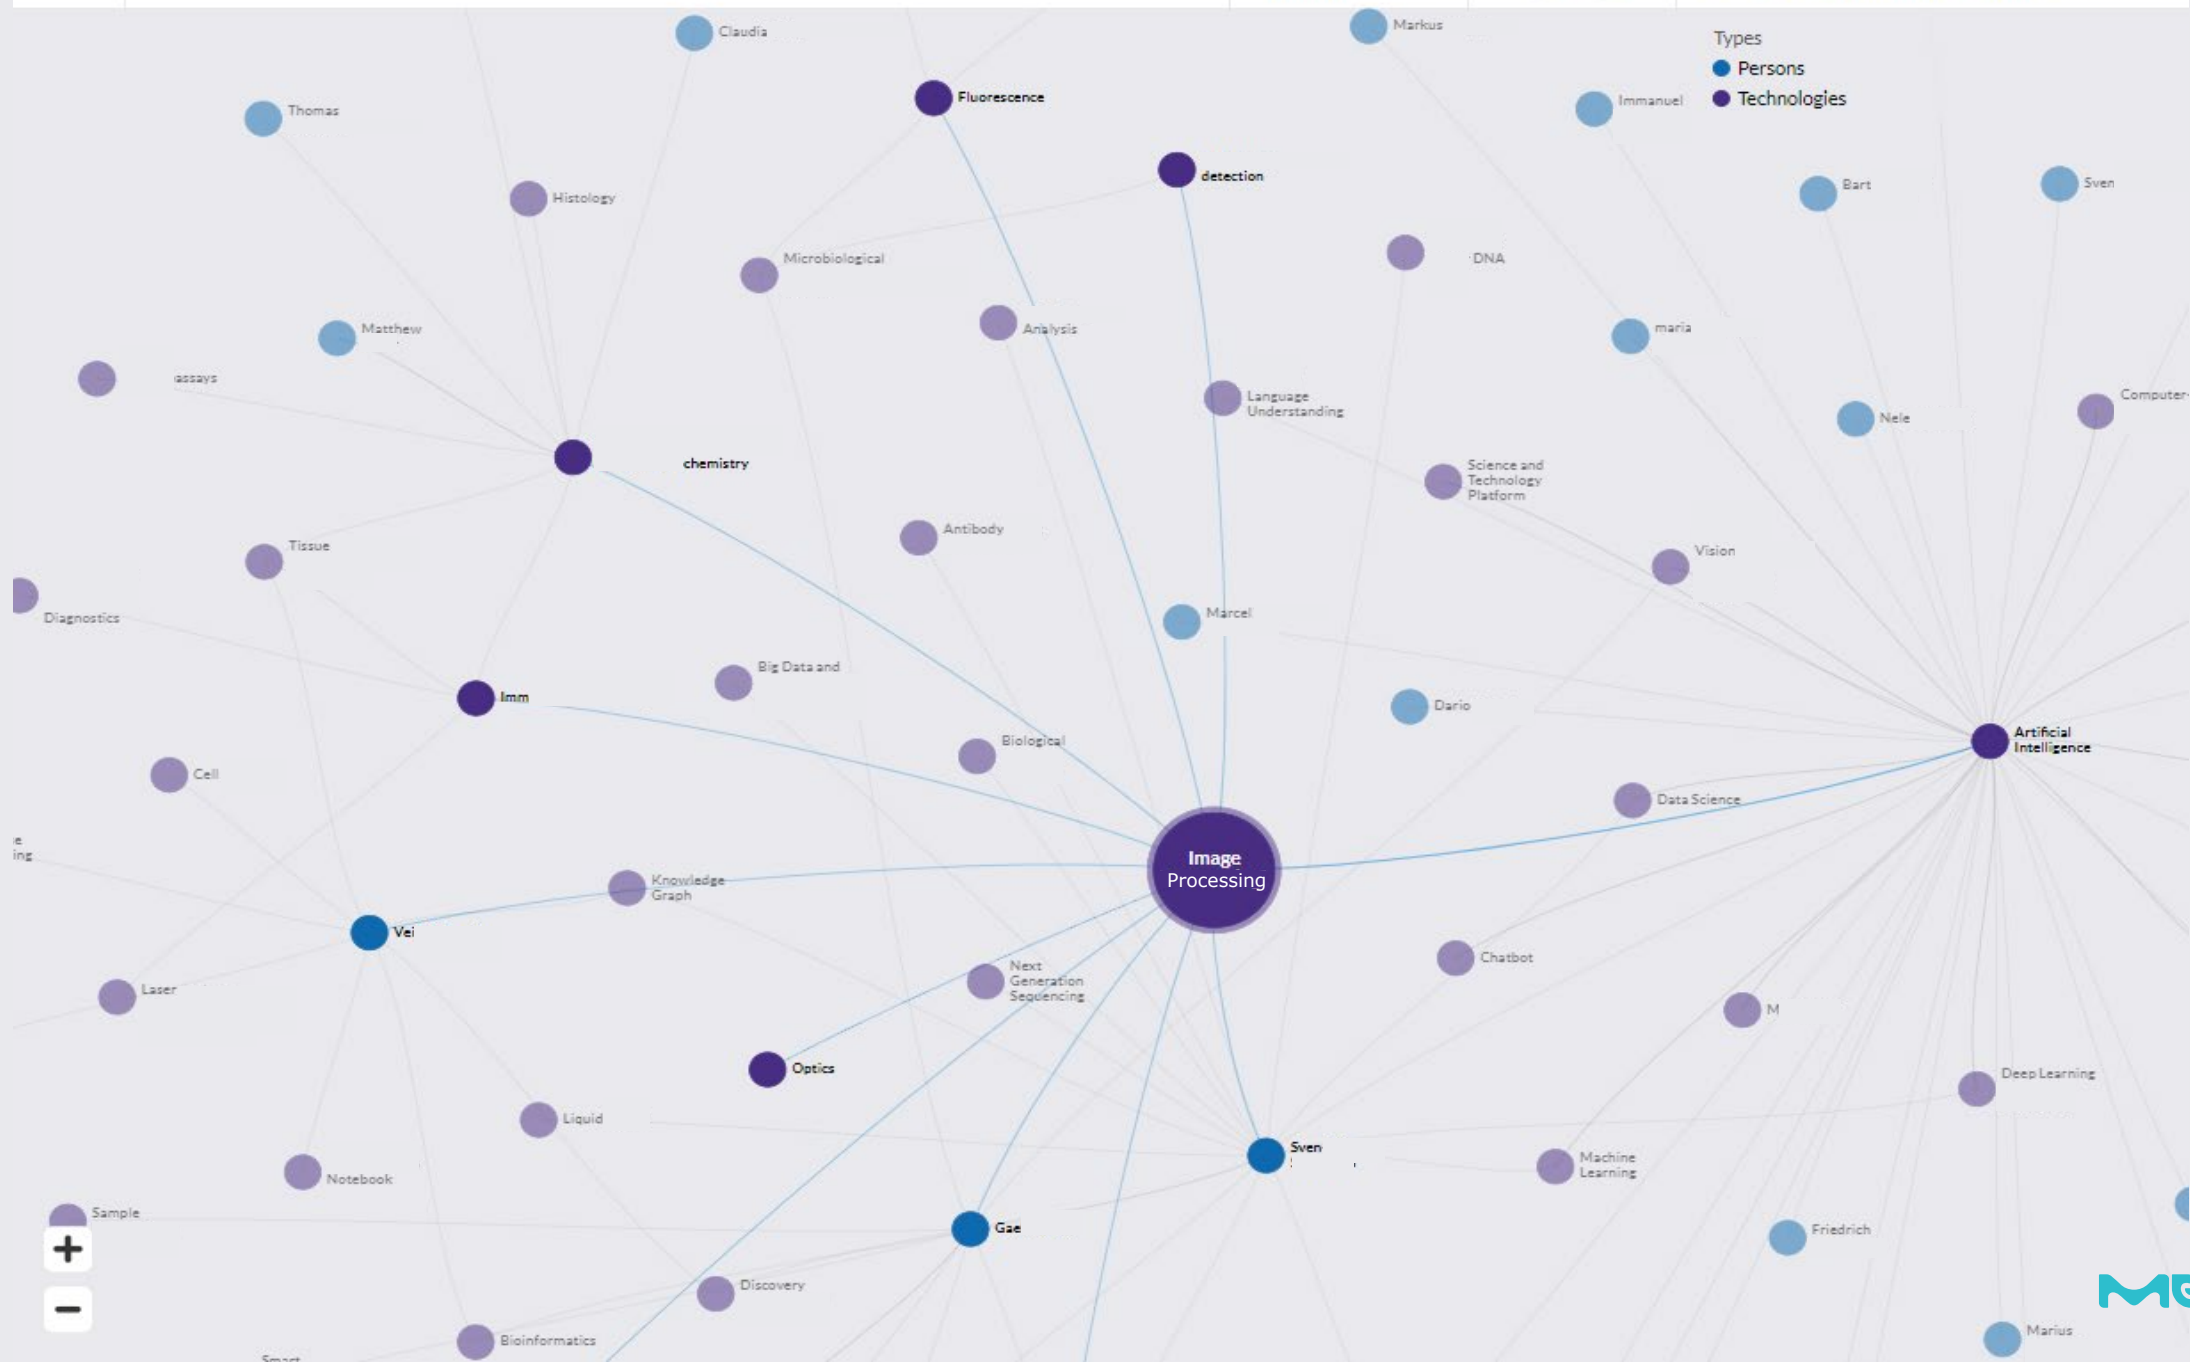 Claudia
Markus
Types
Persons
Technologies
Thomas
Fluorescence
Immanuel
detection
Bart
Sven
Histology
Microbiological
DNA
Matthew
Analysis
maria
assays
Language
Understanding
Computer
Nele
chemistry
Science and
Technology
Platform
Antibody
Tissue
Vision
Diagnostics
Marcel
Big Data and
Imm
Dario
Biological
Artificial
Intelligence
Cell
Data Science
e
ing
Image
Processing
Knowledge
Graph
Vei
Chatbot
Next
Generation
Sequencing
Laser
M
Optics
Deep Learning
Liquid
Sven
Machine
Learning
Notebook
Sample
Gae
Friedrich
Discovery
Marius
Bioinformatics